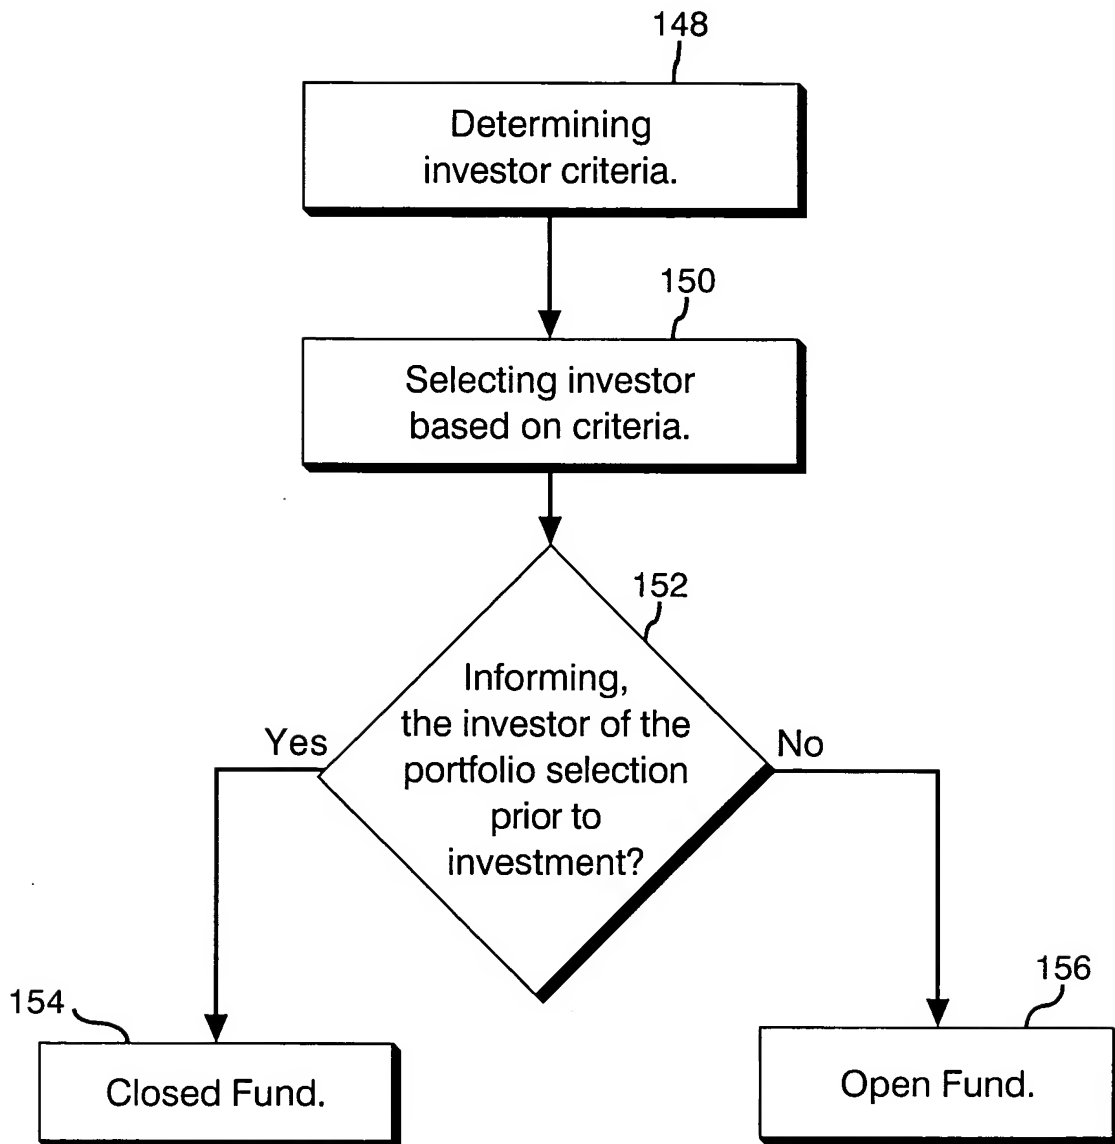 148
Determining
investor criteria.
150
Selecting investor
based on criteria.
152
Informing,
the investor of the
portfolio selection
prior to
investment?
Yes
No
154
Closed Fund.
156
Open Fund.